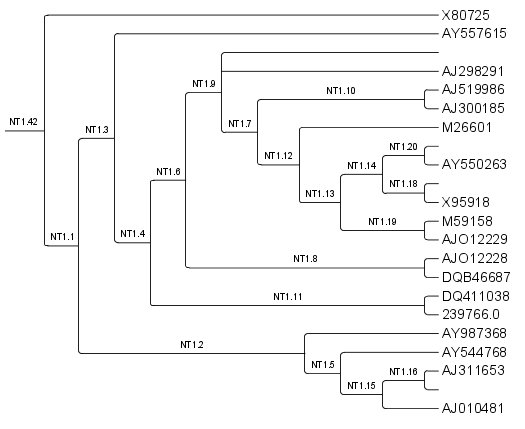 X80725
AY557615
NT1.9
AJ298291
AJ519986
NT1.10
AJ300185
NT1.42
NT1.3
NT1.7
M26601
NT1.20
NT1.12
AY550263
NT1.14
NT1.6
NT1.18
NT1.13
X95918
M59158
NT1.19
NT1.1
NT1.4
AJO12229
AJO12228
NT1.8
DQB46687
DQ411038
NT1.11
239766.0
AY987368
NT1.2
AY544768
NT1.5
AJ311653
NT1.16
NT1.15
AJ010481